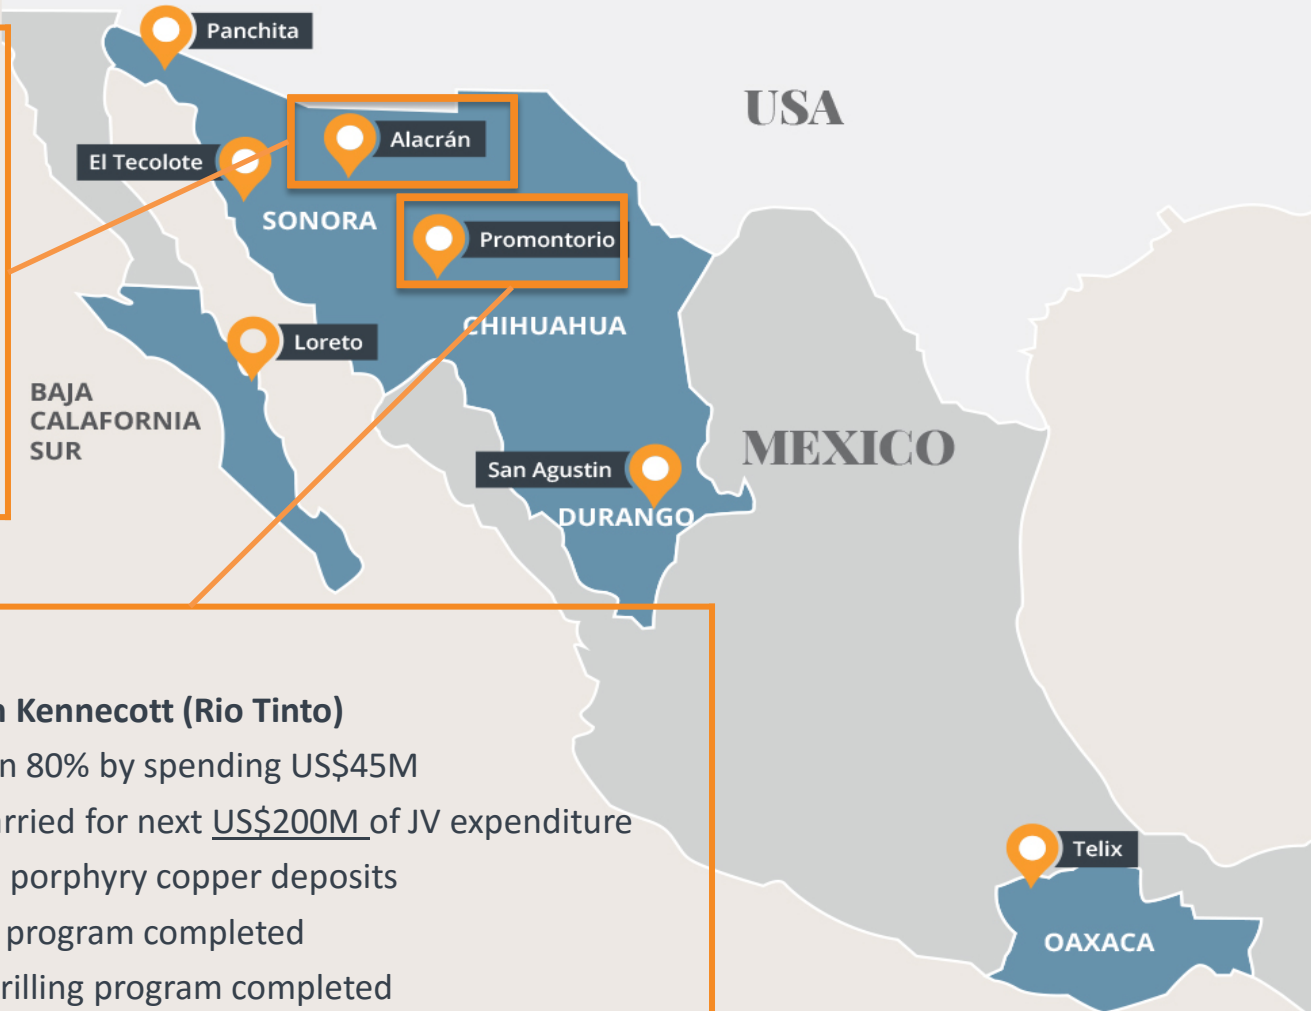 Panchita
USA
Alacrán
El Tecolote
SONORA
Promontorio
CHIHUAHUA
Loreto
BAJA
CALAFORNIA
SUR
MEXICO
San Agustin
DURANGO
Kennecott (Rio Tinto)
80% by spending US$45M
for next US$200M of JV expenditure
porphyry copper deposits
program completed
program completed
Telix
OAXACA